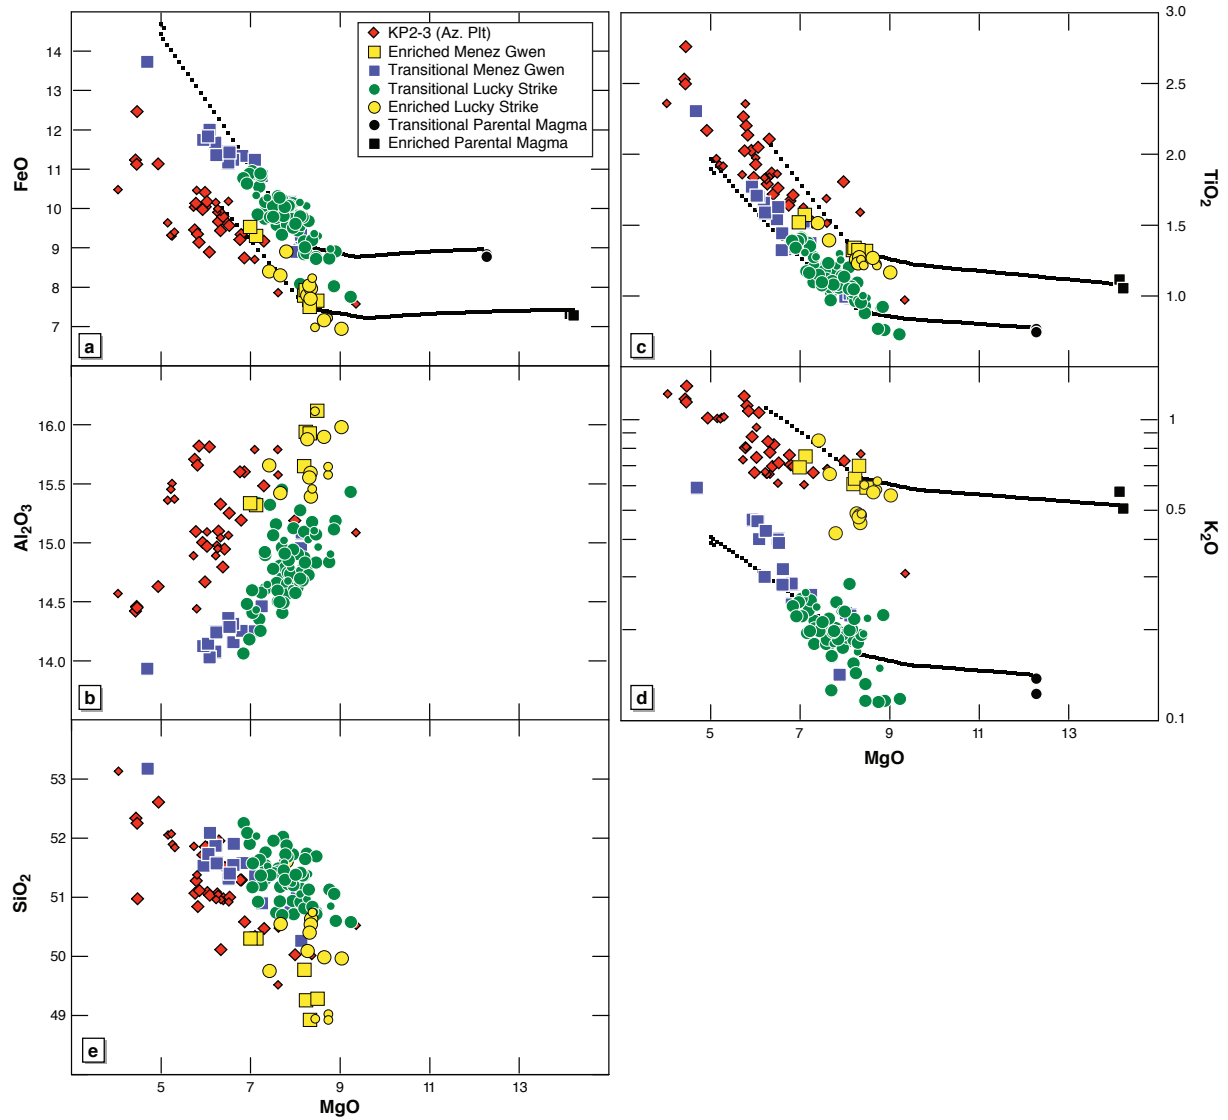 KP2-3 (Az. Plt)
Enriched Menez Gwen
Transitional Menez Gwen
Transitional Lucky Strike
Enriched Lucky Strike
Transitional Parental Magma
Enriched Parental Magma
14
13
12
11
10
9
8
7
FeO
a
3.0
2.5
2.0
1.5
1.0
TiO2
c
16.0
15.5
15.0
14.5
14.0
Al2O3
b
1
0.5
0.1
K2O
d
5 7 9 11 13
MgO
53
52
51
50
49
SiO2
e
5 7 9 11 13
MgO